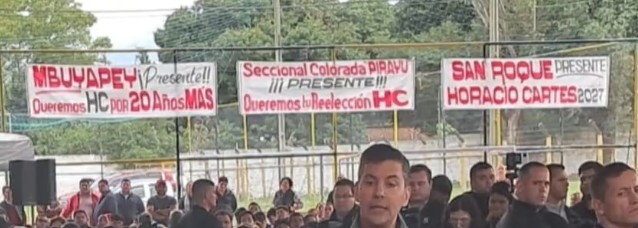 MBUYAPEY ¡Presente!!
Queremos HC POR 20 Años MÁS
Seccional Colorada PIRAYU
¡¡¡ PRESENTE!!!
Queremos tu Reelección HC
SAN ROQUE PRESENTE
HORACIO CARTES 2027